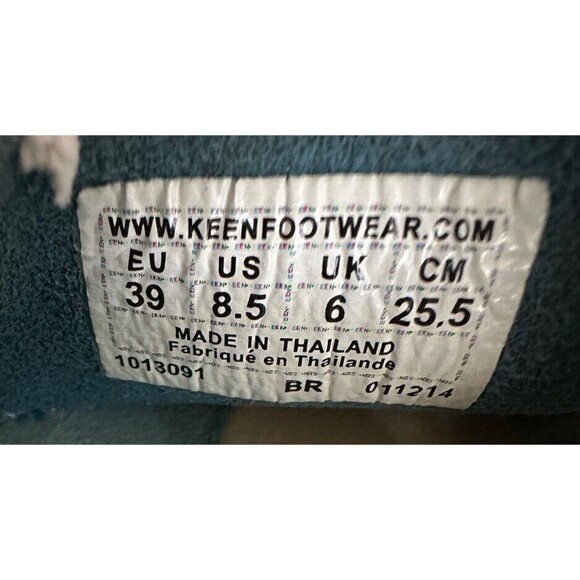 WWW.KEENFOOTWEAR.COM
EU US UK CM
39 8.5 6 25.5
MADE IN THAILAND
Fabriqué en Thaïlande
1013091 BR 011214